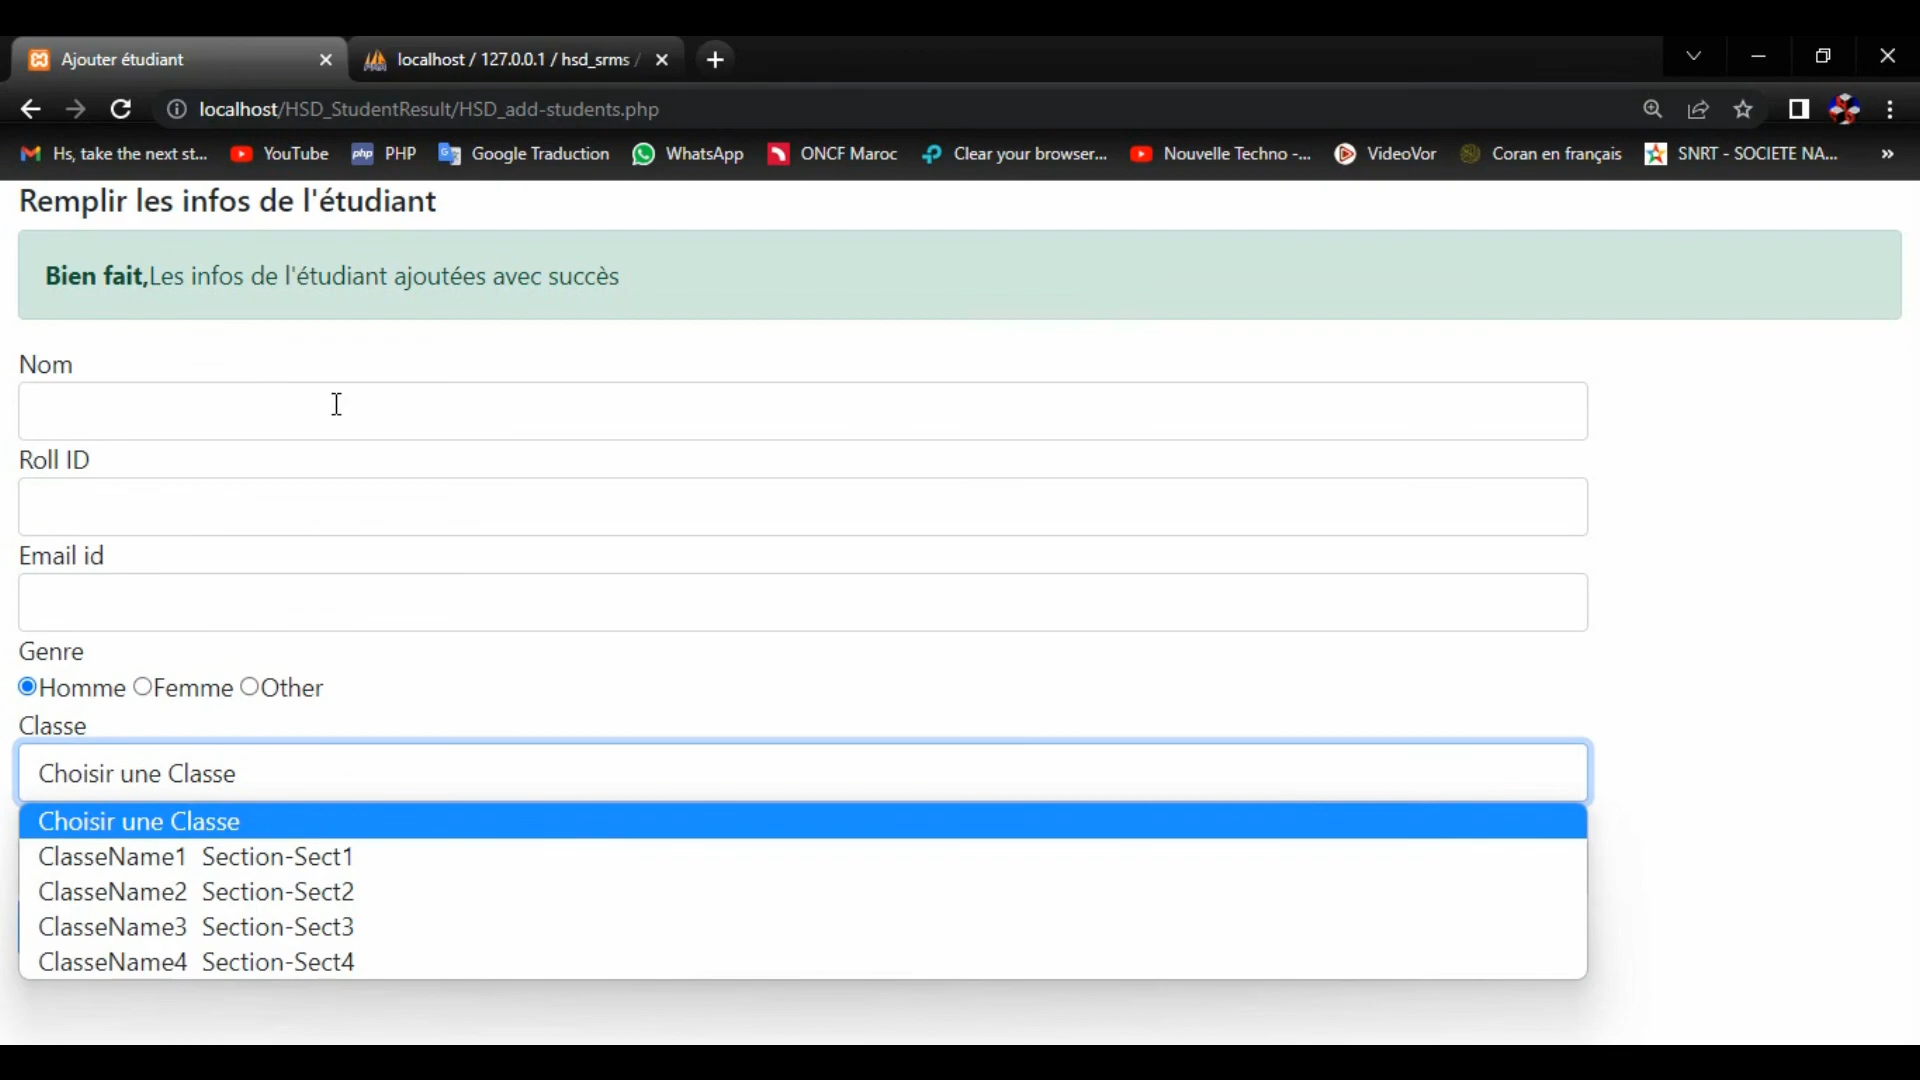 Ajouter étudiant
localhost / 127.0.0.1 / hsd_srms /
localhost/HSD_StudentResult/HSD_add-students.php
Hs, take the next st... YouTube php PHP Google Traduction WhatsApp ONCF Maroc Clear your browser... Nouvelle Techno -... VideoVor Coran en français SNRT - SOCIETE NA... »
Remplir les infos de l'étudiant
Bien fait,Les infos de l'étudiant ajoutées avec succès
Nom
Roll ID
Email id
Genre
Homme Femme Other
Classe
Choisir une Classe
Choisir une Classe
ClasseName1 Section-Sect1
ClasseName2 Section-Sect2
ClasseName3 Section-Sect3
ClasseName4 Section-Sect4